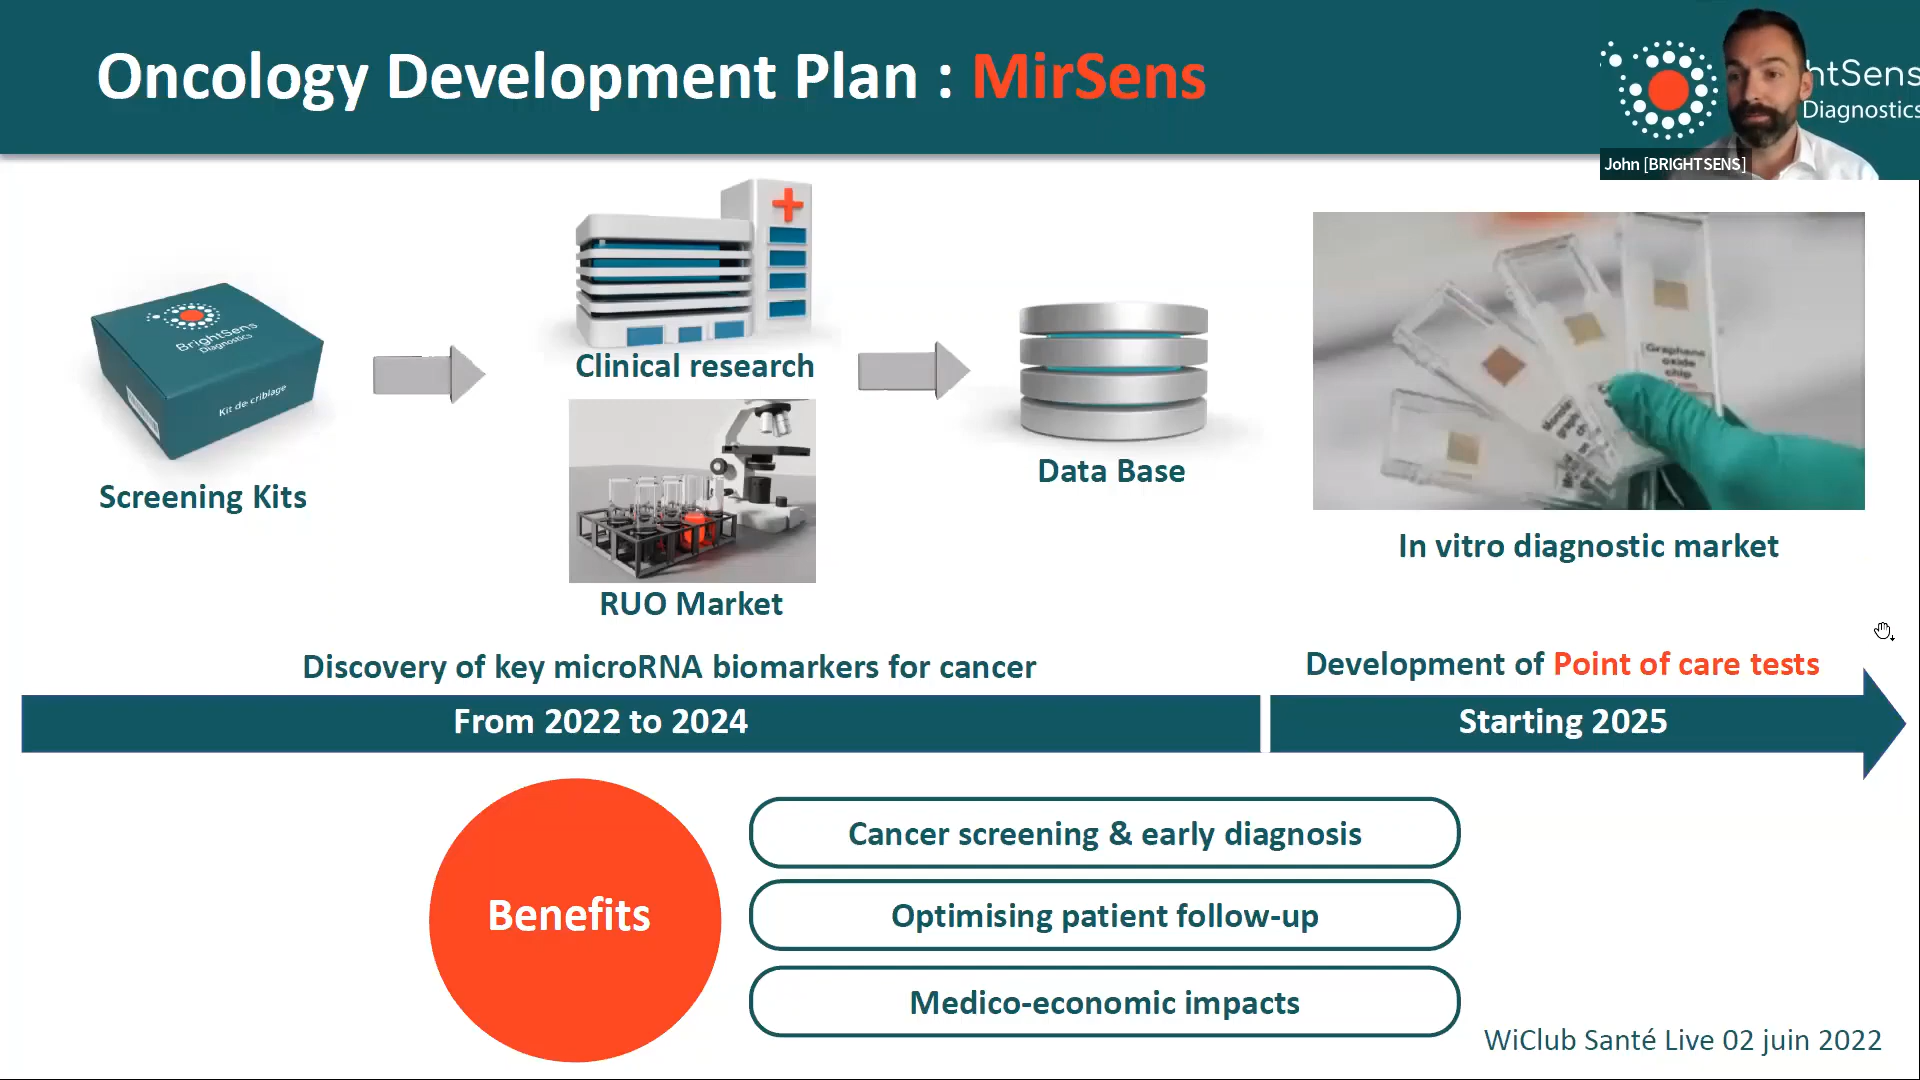 Oncology Development Plan : MirSens
htSens
Diagnostics
John [BRIGHTSENS]
BrightSens
Diagnostics
Kit de criblage
Screening Kits
Clinical research
RUO Market
Data Base
Graphene
oxide
chip
In vitro diagnostic market
Discovery of key microRNA biomarkers for cancer
Development of Point of care tests
From 2022 to 2024
Starting 2025
Benefits
Cancer screening & early diagnosis
Optimising patient follow-up
Medico-economic impacts
WiClub Santé Live 02 juin 2022